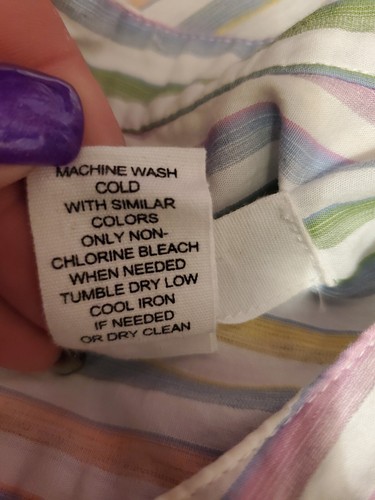 MACHINE WASH
COLD
WITH SIMILAR
COLORS
ONLY NON-
CHLORINE BLEACH
WHEN NEEDED
TUMBLE DRY LOW
COOL IRON
IF NEEDED
OR DRY CLEAN